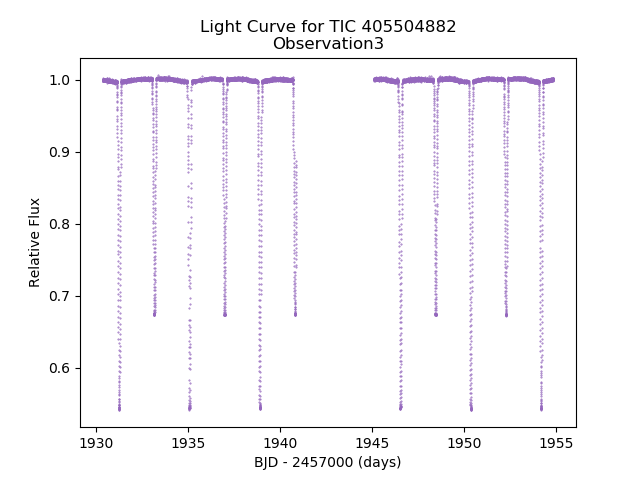 Light Curve for TIC 405504882
Observation3
1.0
0.9
0.8
0.7
0.6
Relative Flux
1930
1935
1940
1945
1950
1955
BJD - 2457000 (days)